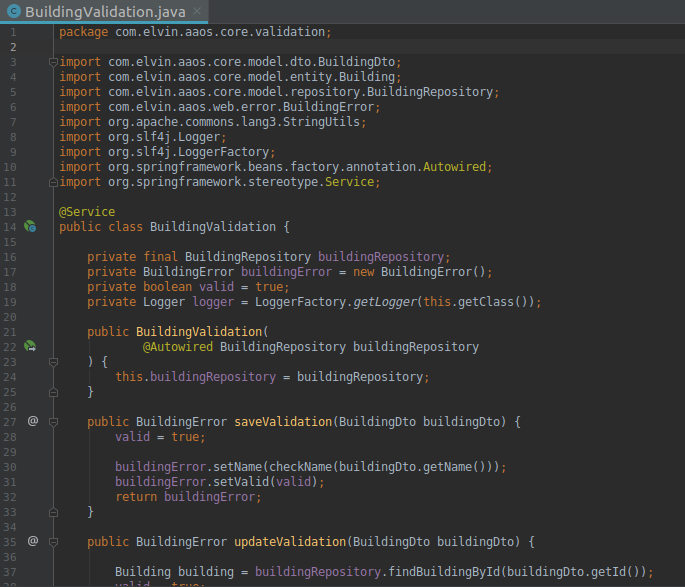 BuildingValidation.java ×
1 package com.elvin.aaos.core.validation;
2
3 import com.elvin.aaos.core.model.dto.BuildingDto;
4 import com.elvin.aaos.core.model.entity.Building;
5 import com.elvin.aaos.core.model.repository.BuildingRepository;
6 import com.elvin.aaos.web.error.BuildingError;
7 import org.apache.commons.lang3.StringUtils;
8 import org.slf4j.Logger;
9 import org.slf4j.LoggerFactory;
10 import org.springframework.beans.factory.annotation.Autowired;
11 import org.springframework.stereotype.Service;
12
13 @Service
14 public class BuildingValidation {
15
16 private final BuildingRepository buildingRepository;
17 private BuildingError buildingError = new BuildingError();
18 private boolean valid = true;
19 private Logger logger = LoggerFactory.getLogger(this.getClass());
20
21 public BuildingValidation(
22 @Autowired BuildingRepository buildingRepository
23 ) {
24 this.buildingRepository = buildingRepository;
25 }
26
27 @ public BuildingError saveValidation(BuildingDto buildingDto) {
28 valid = true;
29
30 buildingError.setName(checkName(buildingDto.getName()));
31 buildingError.setValid(valid);
32 return buildingError;
33 }
34
35 @ public BuildingError updateValidation(BuildingDto buildingDto) {
36
37 Building building = buildingRepository.findBuildingById(buildingDto.getId());
38 valid = true;